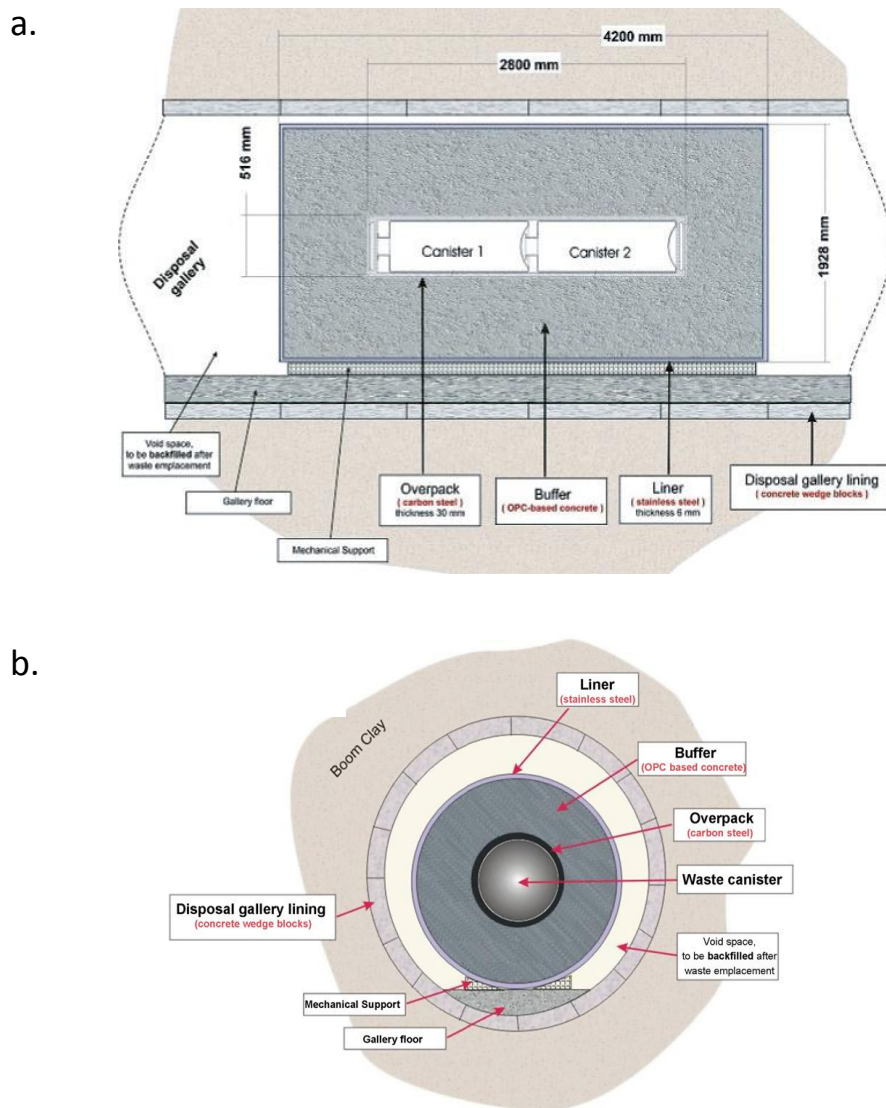 a.
4200 mm
2800 mm
516 mm
Canister 1
Canister 2
1928 mm
Disposal
gallery
Void space,
to be backfilled after
waste emplacement
Gallery floor
Mechanical Support
Overpack
( carbon steel )
thickness 30 mm
Buffer
( OPC-based concrete )
Liner
( stainless steel )
thickness 6 mm
Disposal gallery lining
( concrete wedge blocks )
b.
Boom Clay
Liner
(stainless steel)
Buffer
(OPC based concrete)
Overpack
(carbon steel)
Waste canister
Disposal gallery lining
(concrete wedge blocks)
Void space,
to be backfilled after
waste emplacement
Mechanical Support
Gallery floor